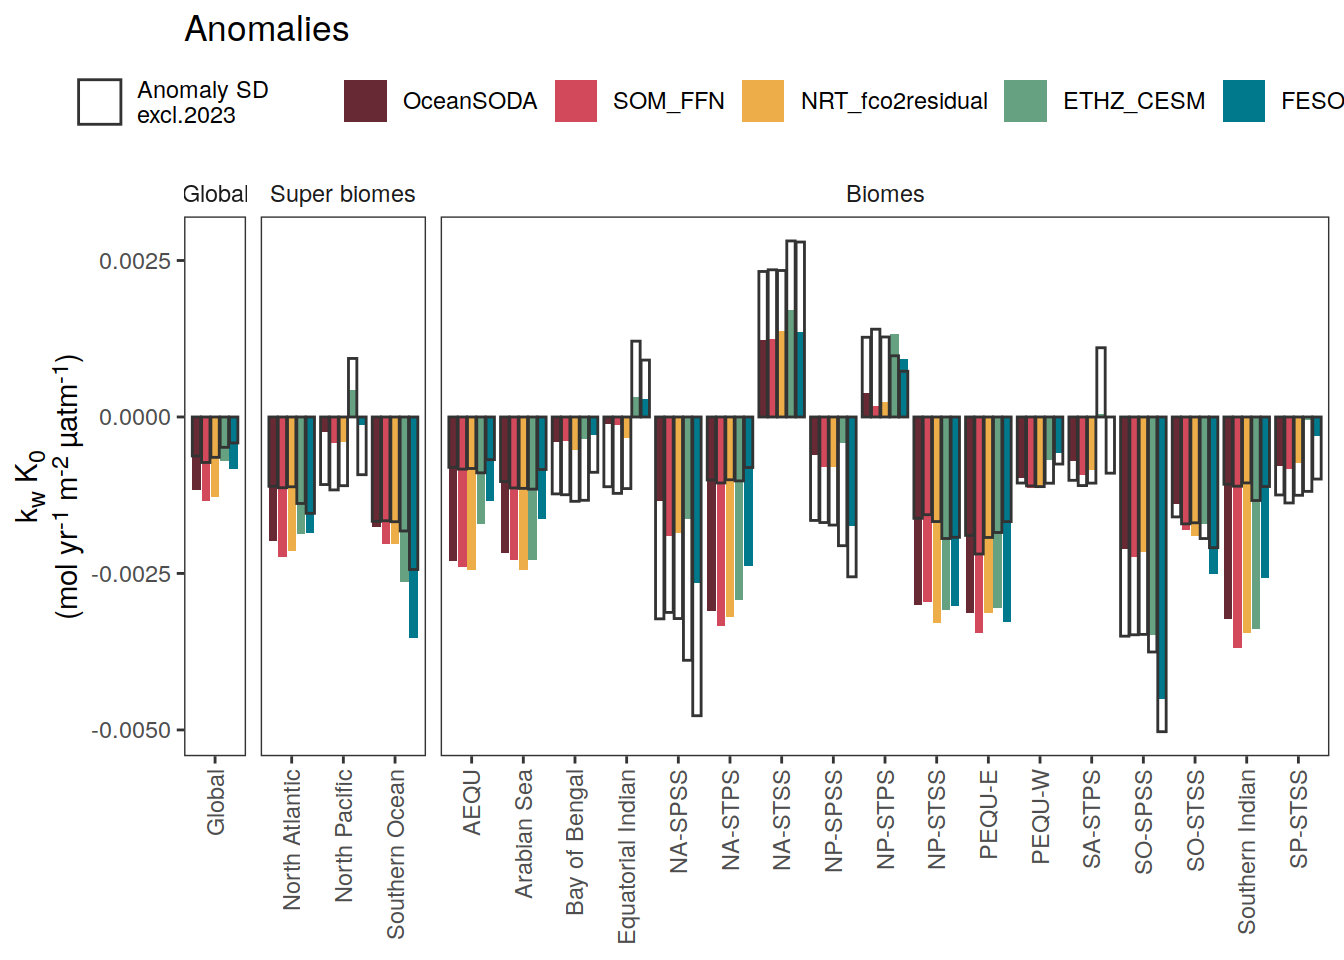 Anomalies
Anomaly SD
excl.2023
OceanSODA
SOM_FFN
NRT_fco2residual
ETHZ_CESM
FESO
Global
Super biomes
Biomes
0.0025
0.0000
-0.0025
-0.0050
kw K0
(mol yr-1 m-2 µatm-1)
Global
North Atlantic
North Pacific
Southern Ocean
AEQU
Arabian Sea
Bay of Bengal
Equatorial Indian
NA-SPSS
NA-STPS
NA-STSS
NP-SPSS
NP-STPS
NP-STSS
PEQU-E
PEQU-W
SA-STPS
SO-SPSS
SO-STSS
Southern Indian
SP-STSS